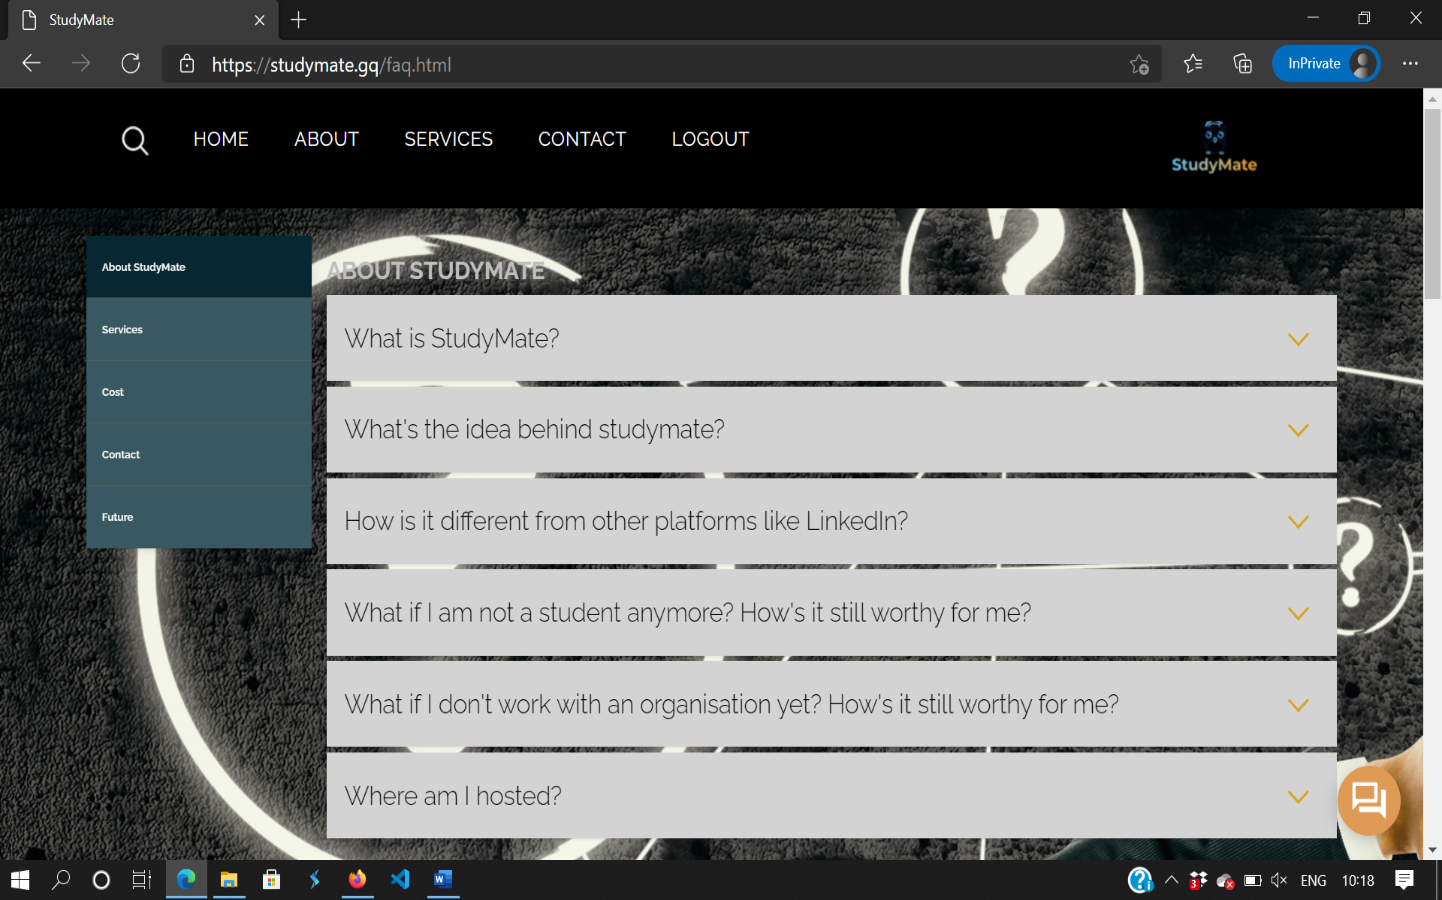 StudyMate
https://studymate.gq/faq.html
InPrivate
HOME ABOUT SERVICES CONTACT LOGOUT
StudyMate
About StudyMate
Services
Cost
Contact
Future
ABOUT STUDYMATE
What is StudyMate?
What's the idea behind studymate?
How is it different from other platforms like LinkedIn?
What if I am not a student anymore? How's it still worthy for me?
What if I don't work with an organisation yet? How's it still worthy for me?
Where am I hosted?
3
ENG 10:18